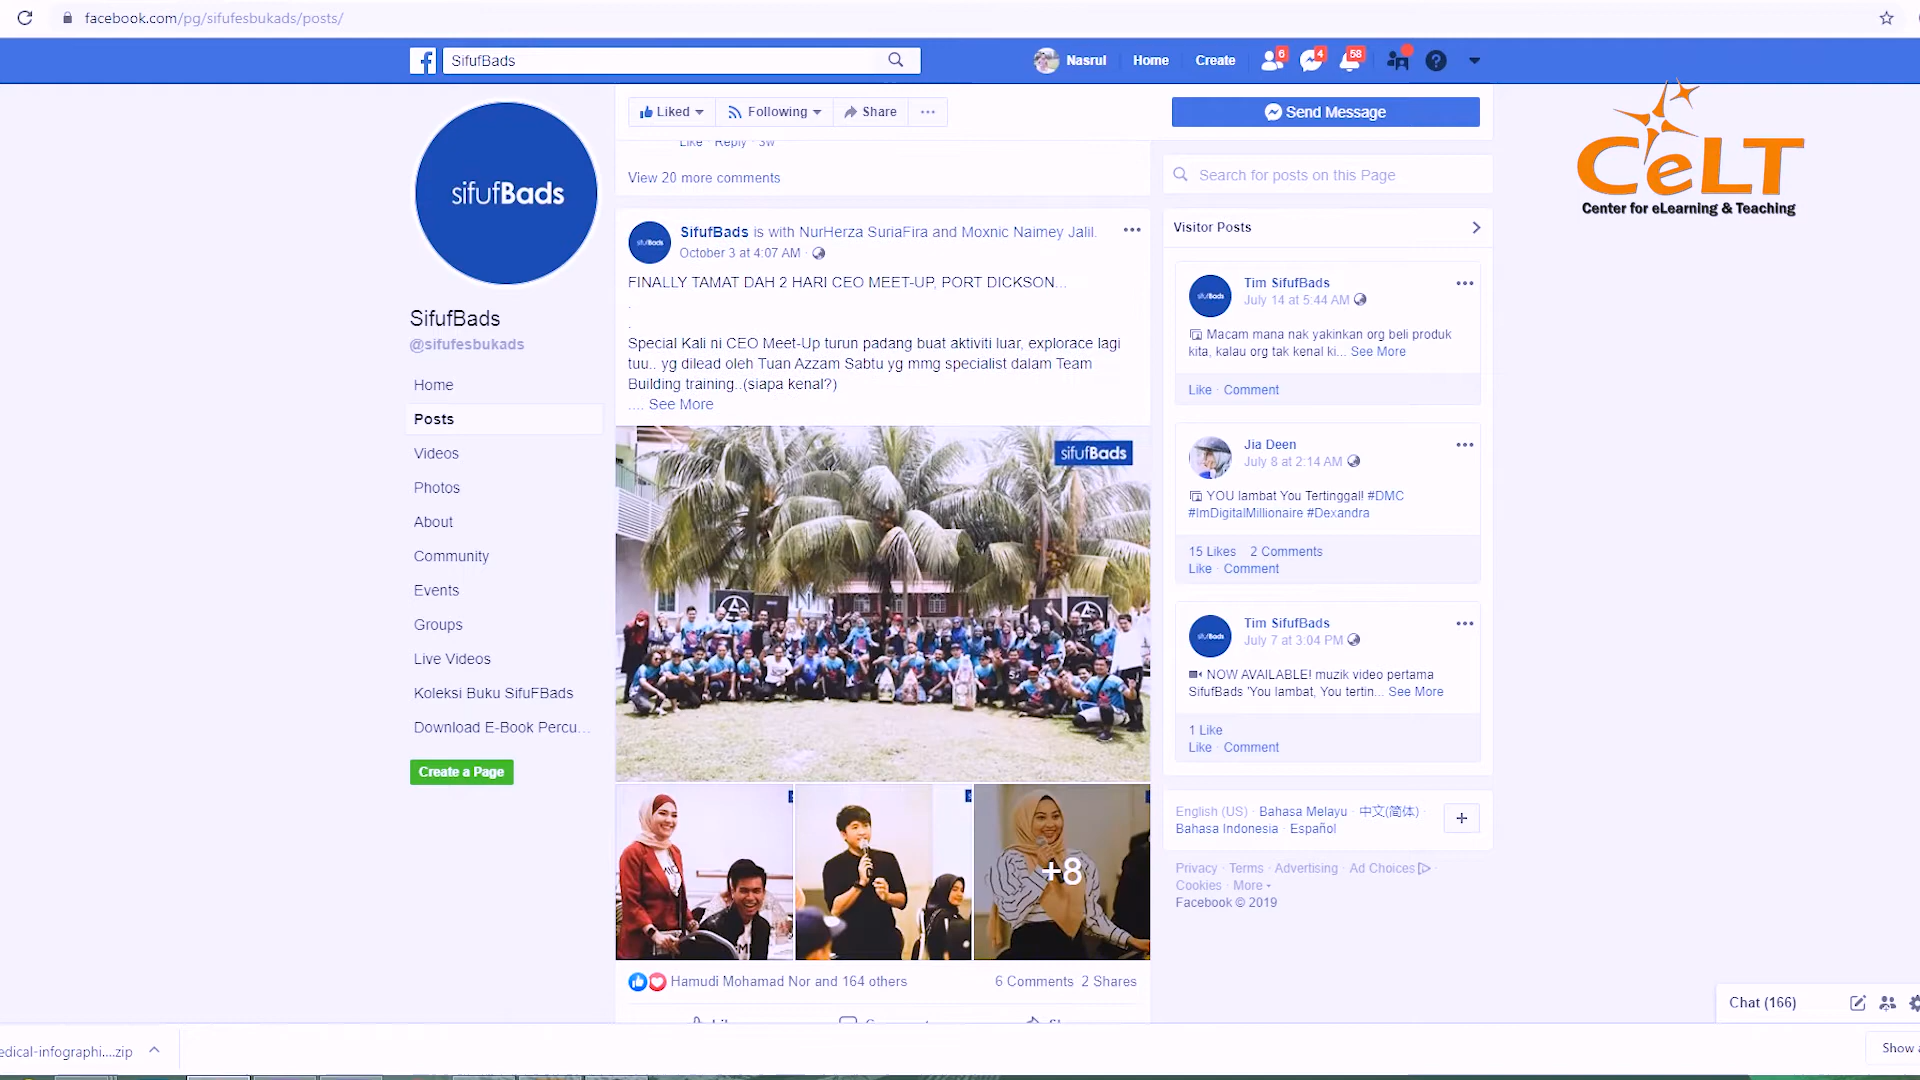 facebook.com/pg/sifufesbukads/posts/
SifufBads
Nasrul
Home
Create
6
4
58
Liked
Following
Share
Send Message
CeLT
Center for eLearning & Teaching
sifufBads
SifufBads
@sifufesbukads
Home
Posts
Videos
Photos
About
Community
Events
Groups
Live Videos
Koleksi Buku SifuFBads
Download E-Book Percu...
Create a Page
Like · Reply · 3w
View 20 more comments
sifufBads
SifufBads is with NurHerza SuriaFira and Moxnic Naimey Jalil.
October 3 at 4:07 AM ·
FINALLY TAMAT DAH 2 HARI CEO MEET-UP, PORT DICKSON...
.
.
Special Kali ni CEO Meet-Up turun padang buat aktiviti luar, explorace lagi
tuu.. yg dilead oleh Tuan Azzam Sabtu yg mmg specialist dalam Team
Building training..(siapa kenal?)
.... See More
sifufBads
+8
Hamudi Mohamad Nor and 164 others
6 Comments 2 Shares
Search for posts on this Page
Visitor Posts
sifufBads
Tim SifufBads
July 14 at 5:44 AM
Macam mana nak yakinkan org beli produk
kita, kalau org tak kenal ki... See More
Like · Comment
Jia Deen
July 8 at 2:14 AM
YOU lambat You Tertinggal! #DMC
#ImDigitalMillionaire #Dexandra
15 Likes 2 Comments
Like · Comment
sifufBads
Tim SifufBads
July 7 at 3:04 PM
NOW AVAILABLE! muzik video pertama
SifufBads 'You lambat, You tertin... See More
1 Like
Like · Comment
English (US) · Bahasa Melayu · 中文(简体) ·
Bahasa Indonesia · Español
Privacy · Terms · Advertising · Ad Choices ·
Cookies · More
Facebook © 2019
Chat (166)
edical-infographi....zip
Show